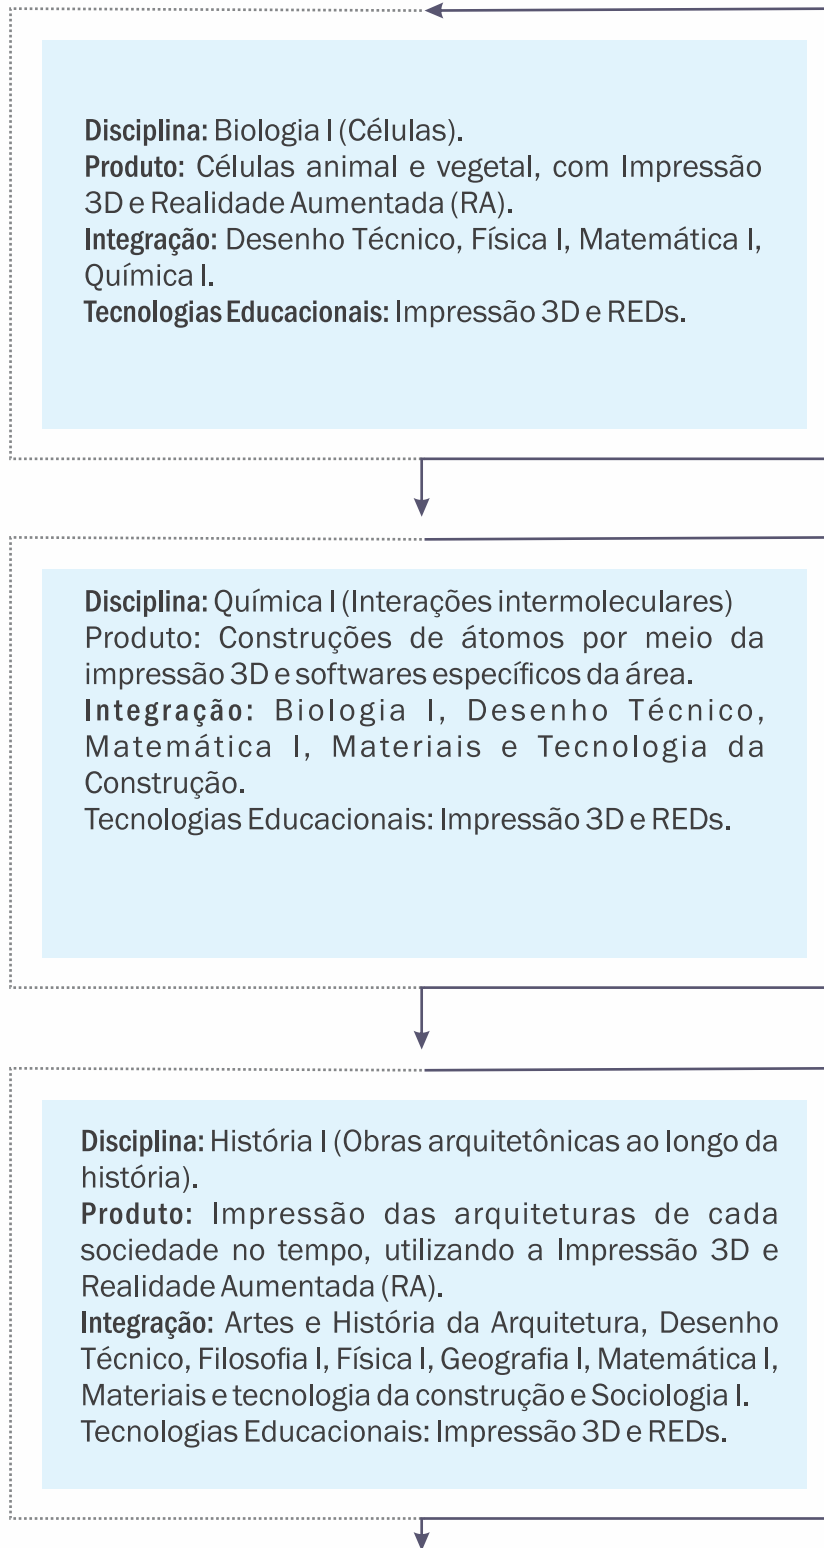 Disciplina: Biologia I (Células).
Produto: Células animal e vegetal, com Impressão
3D e Realidade Aumentada (RA).
Integração: Desenho Técnico, Física I, Matemática I,
Química I.
Tecnologias Educacionais: Impressão 3D e REDs.
Disciplina: Química I (Interações intermoleculares)
Produto: Construções de átomos por meio da
impressão 3D e softwares específicos da área.
Integração: Biologia I, Desenho Técnico,
Matemática I, Materiais e Tecnologia da
Construção.
Tecnologias Educacionais: Impressão 3D e REDs.
Disciplina: História I (Obras arquitetônicas ao longo da
história).
Produto: Impressão das arquiteturas de cada
sociedade no tempo, utilizando a Impressão 3D e
Realidade Aumentada (RA).
Integração: Artes e História da Arquitetura, Desenho
Técnico, Filosofia I, Física I, Geografia I, Matemática I,
Materiais e tecnologia da construção e Sociologia I.
Tecnologias Educacionais: Impressão 3D e REDs.